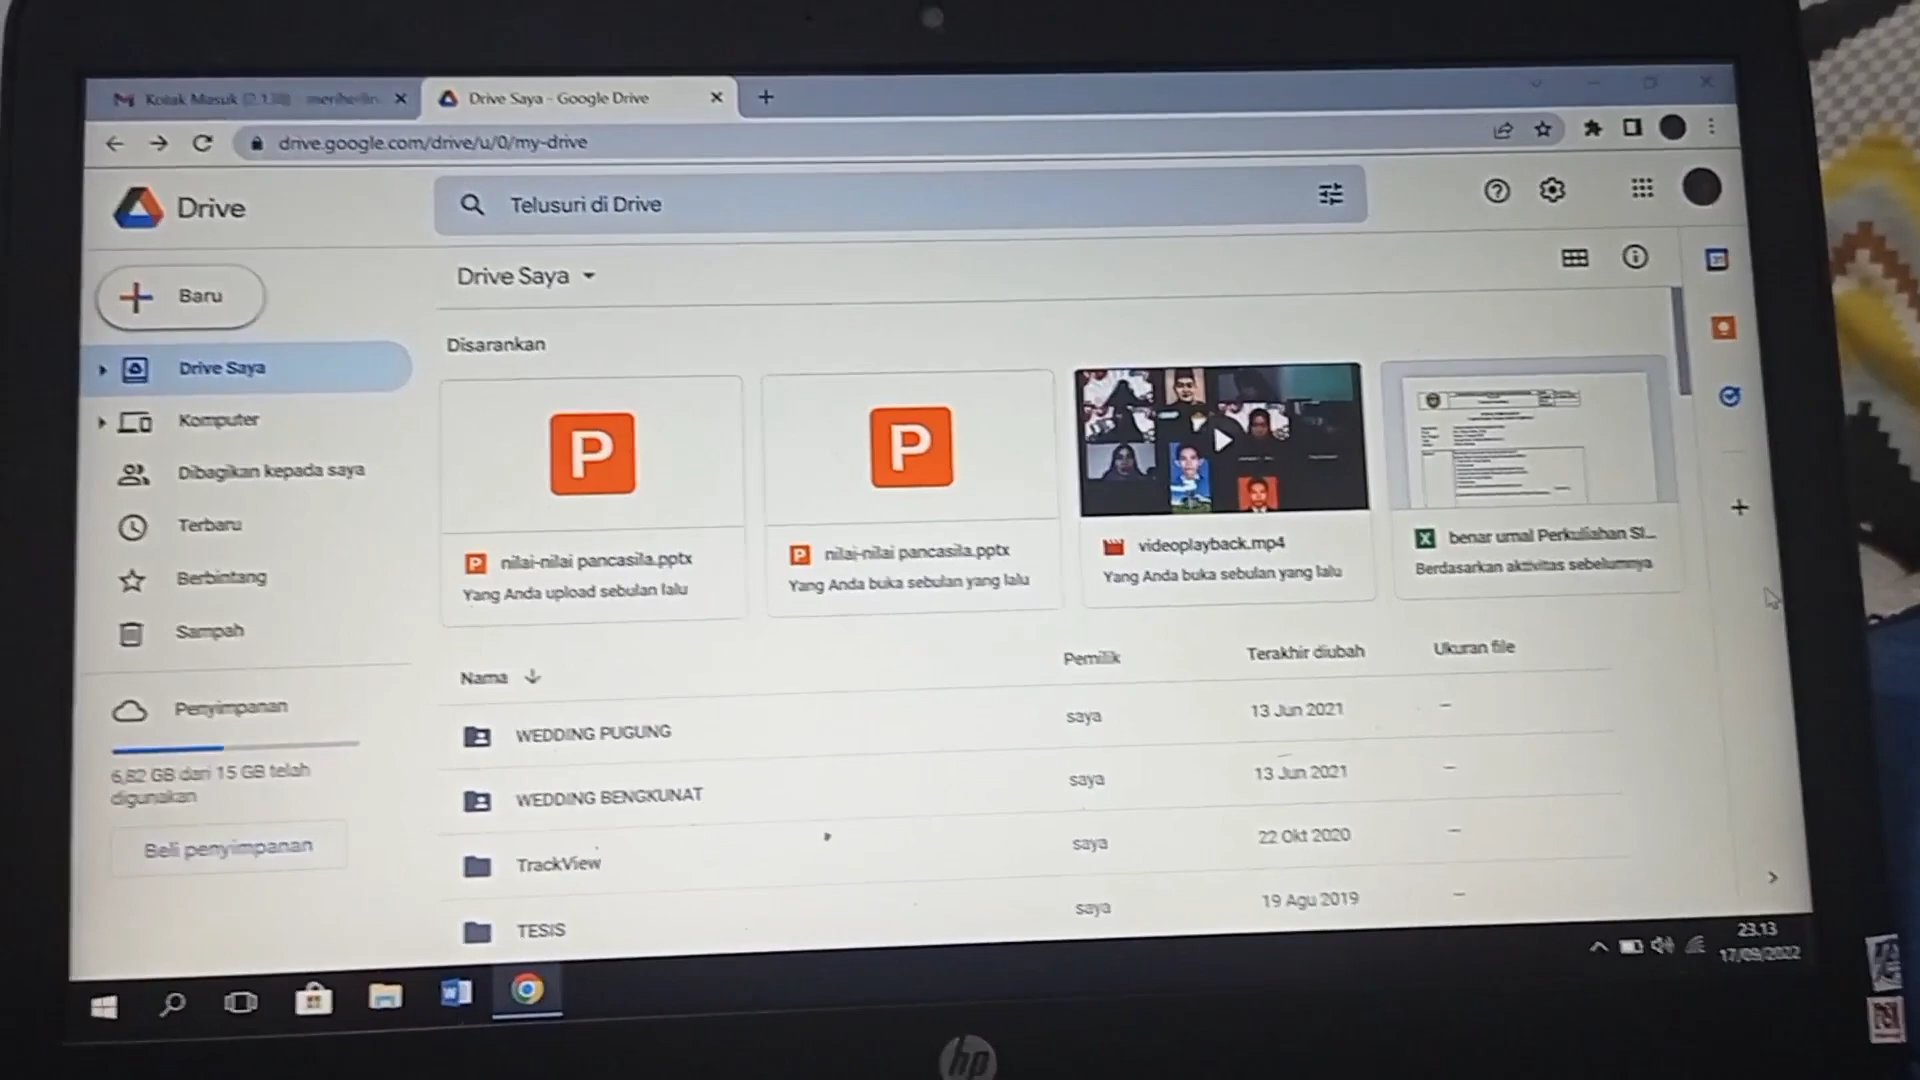 Kotak Masuk
Drive Saya - Google Drive
drive.google.com/drive/u/0/my-drive
Drive
Telusuri di Drive
Baru
Drive Saya
Disarankan
Drive Saya
Komputer
Dibagikan kepada saya
Terbaru
Berbintang
Sampah
Penyimpanan
6,82 GB dari 15 GB telah
digunakan
Beli penyimpanan
P
P
nilai-nilai pancasila.pptx
Yang Anda upload sebulan lalu
nilai-nilai pancasila.pptx
Yang Anda buka sebulan yang lalu
videoplayback.mp4
Yang Anda buka sebulan yang lalu
benar urnal Perkuliahan SI...
Berdasarkan aktivitas sebelumnya
Nama Pemilik Terakhir diubah Ukuran file
WEDDING PUGUNG saya 13 Jun 2021 —
WEDDING BENGKUNAT saya 13 Jun 2021 —
TrackView saya 22 Okt 2020 —
TESIS saya 19 Agu 2019 —
23.13
17/09/2022
hp